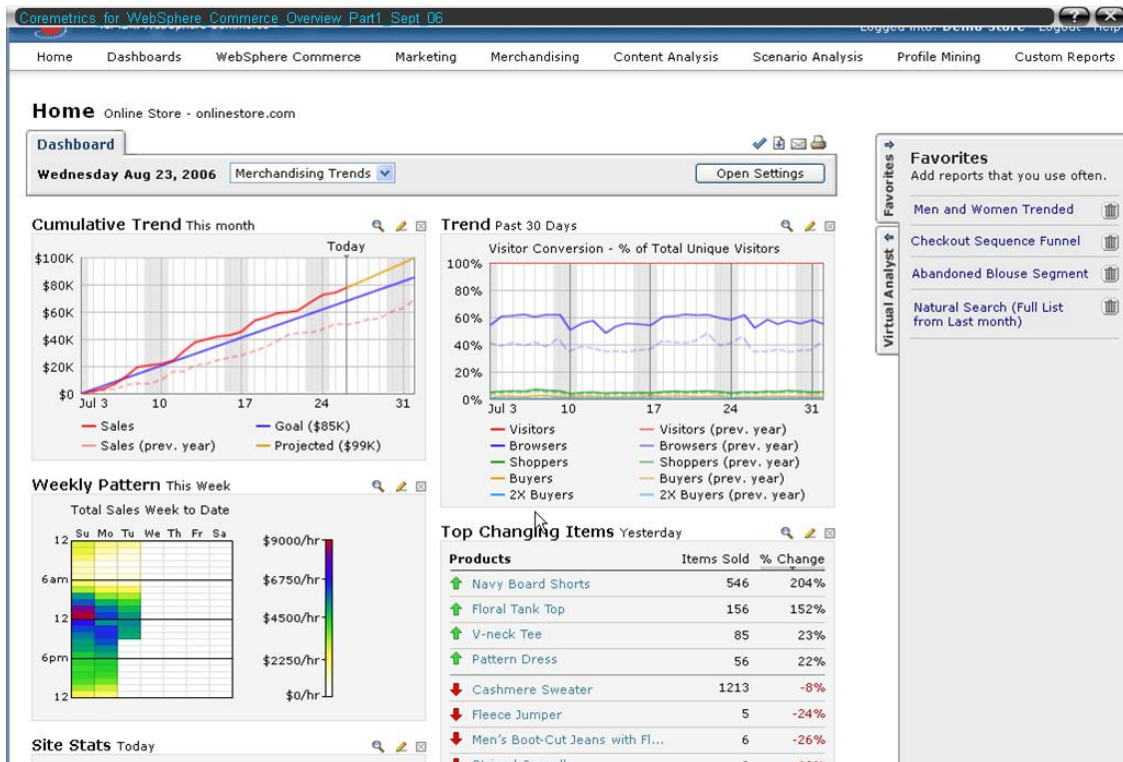 Coremetrics for WebSphere Commerce Overview Part1 Sept 06
Logged into: Demo Store Logout Help
Home Dashboards WebSphere Commerce Marketing Merchandising Content Analysis Scenario Analysis Profile Mining Custom Reports
Home Online Store - onlinestore.com
Dashboard
Wednesday Aug 23, 2006 Merchandising Trends Open Settings
Cumulative Trend This month
Today
$100K
$80K
$60K
$40K
$20K
$0
Jul 3 10 17 24 31
Sales Goal ($85K)
Sales (prev. year) Projected ($99K)
Trend Past 30 Days
Visitor Conversion - % of Total Unique Visitors
100%
80%
60%
40%
20%
0%
Jul 3 10 17 24 31
Visitors Visitors (prev. year)
Browsers Browsers (prev. year)
Shoppers Shoppers (prev. year)
Buyers Buyers (prev. year)
2X Buyers 2X Buyers (prev. year)
Weekly Pattern This Week
Total Sales Week to Date
Su Mo Tu We Th Fr Sa
12
6am
12
6pm
12
$9000/hr
$6750/hr
$4500/hr
$2250/hr
$0/hr
Top Changing Items Yesterday
Products Items Sold % Change
Navy Board Shorts 546 204%
Floral Tank Top 156 152%
V-neck Tee 85 23%
Pattern Dress 56 22%
Cashmere Sweater 1213 -8%
Fleece Jumper 5 -24%
Men's Boot-Cut Jeans with Fl... 6 -26%
Site Stats Today
Favorites
Virtual Analyst
Favorites
Add reports that you use often.
Men and Women Trended
Checkout Sequence Funnel
Abandoned Blouse Segment
Natural Search (Full List
from Last month)